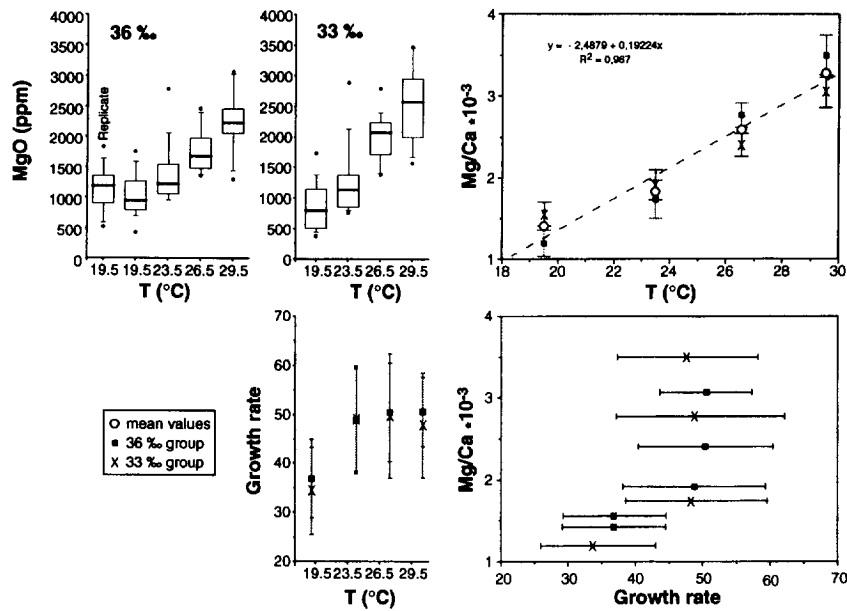 36 ‰
MgO (ppm)
4000
3500
3000
2500
2000
1500
1000
500
0
Replicate
19.5 19.5 23.5 26.5 29.5
T (°C)
33 ‰
4000
3500
3000
2500
2000
1500
1000
500
0
19.5 23.5 26.5 29.5
T (°C)
y = - 2,4879 + 0,19224x
R² = 0,987
Mg/Ca *10⁻³
4
3
2
1
18 20 22 24 26 28 30
T (°C)
mean values
36 ‰ group
33 ‰ group
Growth rate
70
60
50
40
30
20
19.5 23.5 26.5 29.5
T (°C)
Mg/Ca *10⁻³
4
3
2
1
20 30 40 50 60 70
Growth rate